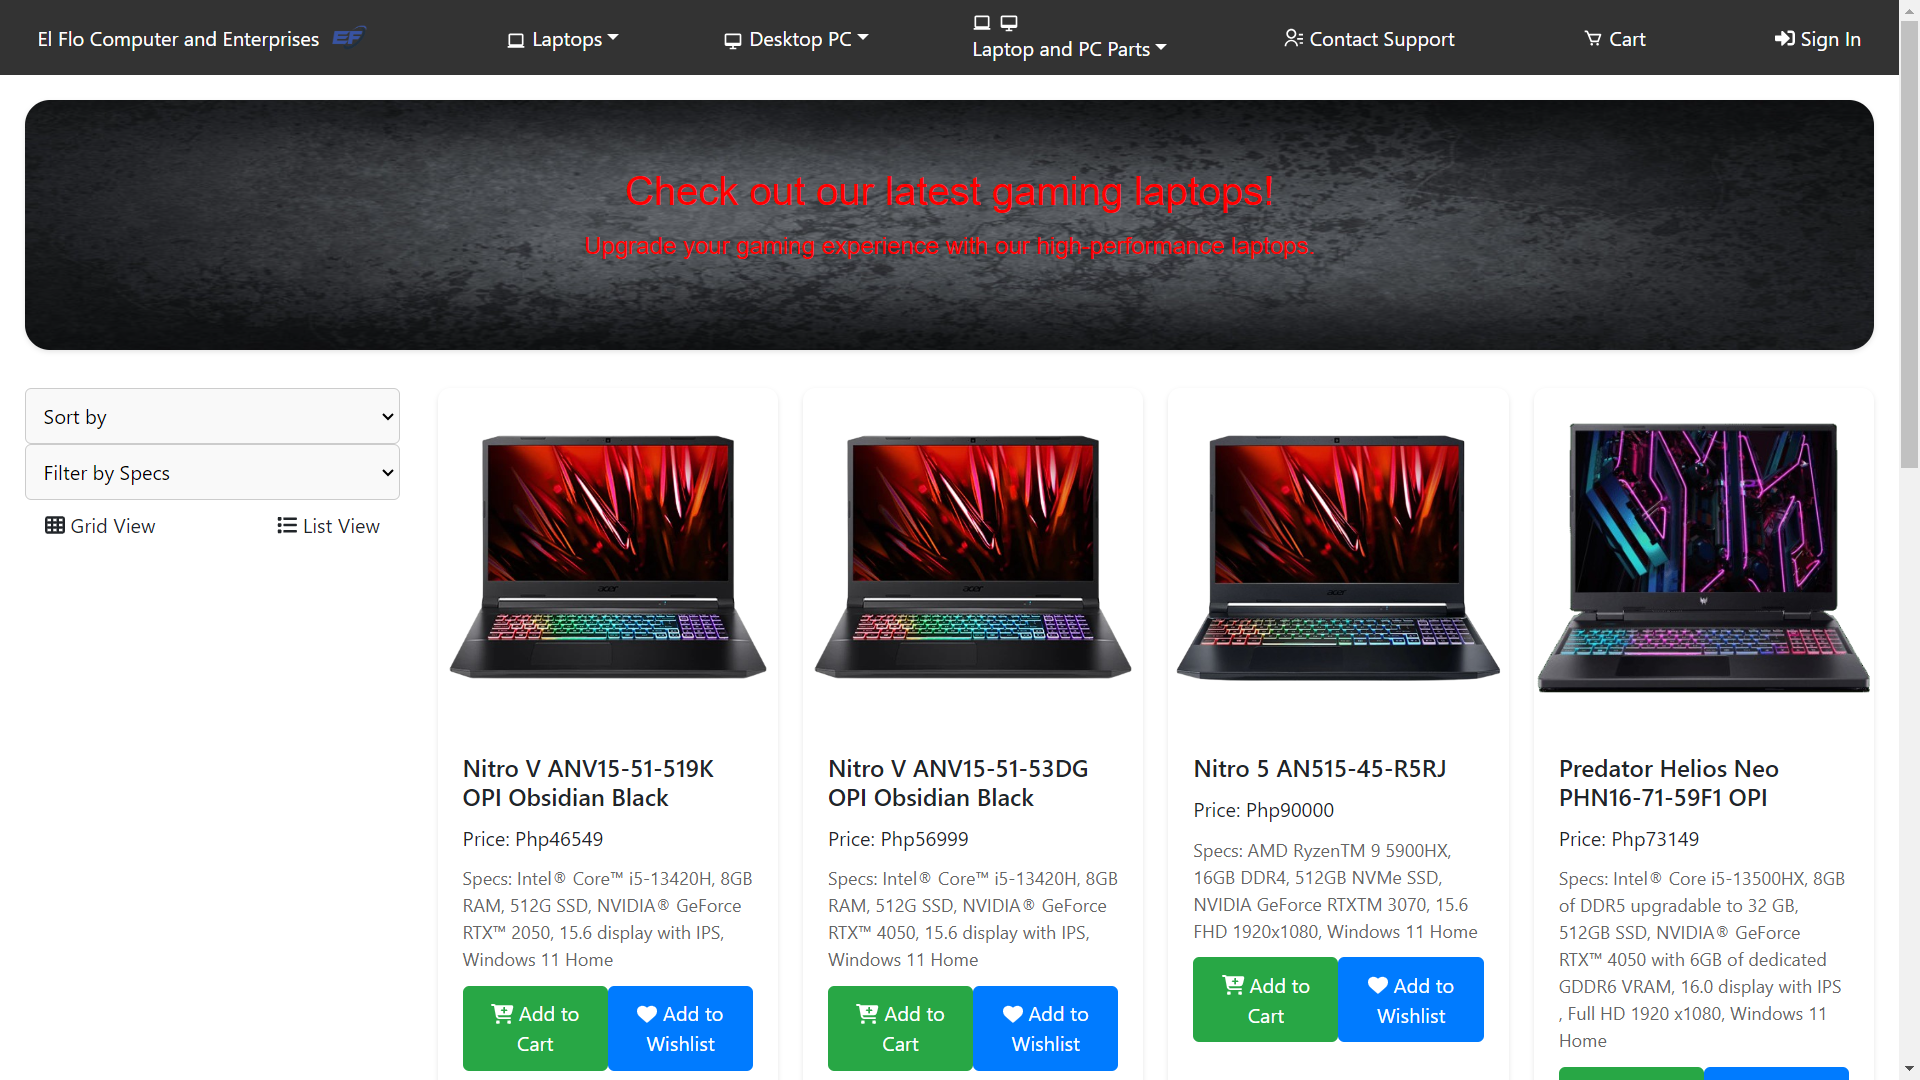 El Flo Computer and Enterprises EF Laptops Desktop PC Laptop and PC Parts Contact Support Cart Sign In
Check out our latest gaming laptops!
Upgrade your gaming experience with our high-performance laptops.
Sort by
Filter by Specs
Grid View List View
acer
Nitro V ANV15-51-519K
OPI Obsidian Black
Price: Php46549
Specs: Intel® Core™ i5-13420H, 8GB
RAM, 512G SSD, NVIDIA® GeForce
RTX™ 2050, 15.6 display with IPS,
Windows 11 Home
Add to
Cart
Add to
Wishlist
acer
Nitro V ANV15-51-53DG
OPI Obsidian Black
Price: Php56999
Specs: Intel® Core™ i5-13420H, 8GB
RAM, 512G SSD, NVIDIA® GeForce
RTX™ 4050, 15.6 display with IPS,
Windows 11 Home
Add to
Cart
Add to
Wishlist
acer
Nitro 5 AN515-45-R5RJ
Price: Php90000
Specs: AMD RyzenTM 9 5900HX,
16GB DDR4, 512GB NVMe SSD,
NVIDIA GeForce RTXTM 3070, 15.6
FHD 1920x1080, Windows 11 Home
Add to
Cart
Add to
Wishlist
Predator Helios Neo
PHN16-71-59F1 OPI
Price: Php73149
Specs: Intel® Core i5-13500HX, 8GB
of DDR5 upgradable to 32 GB,
512GB SSD, NVIDIA® GeForce
RTX™ 4050 with 6GB of dedicated
GDDR6 VRAM, 16.0 display with IPS
, Full HD 1920 x1080, Windows 11
Home